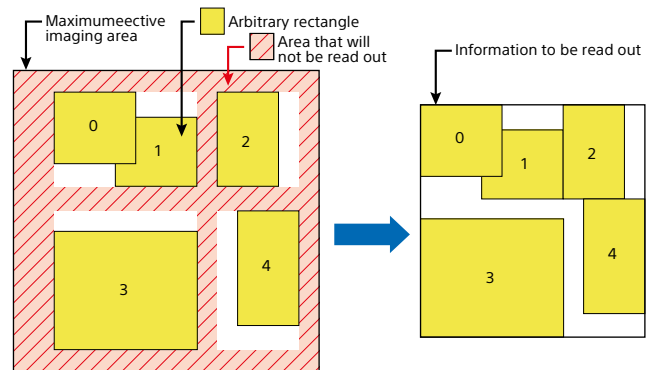 Maximumeective
imaging area
Arbitrary rectangle
Area that will
not be read out
Information to be read out
0
1
2
3
4
0
1
2
3
4